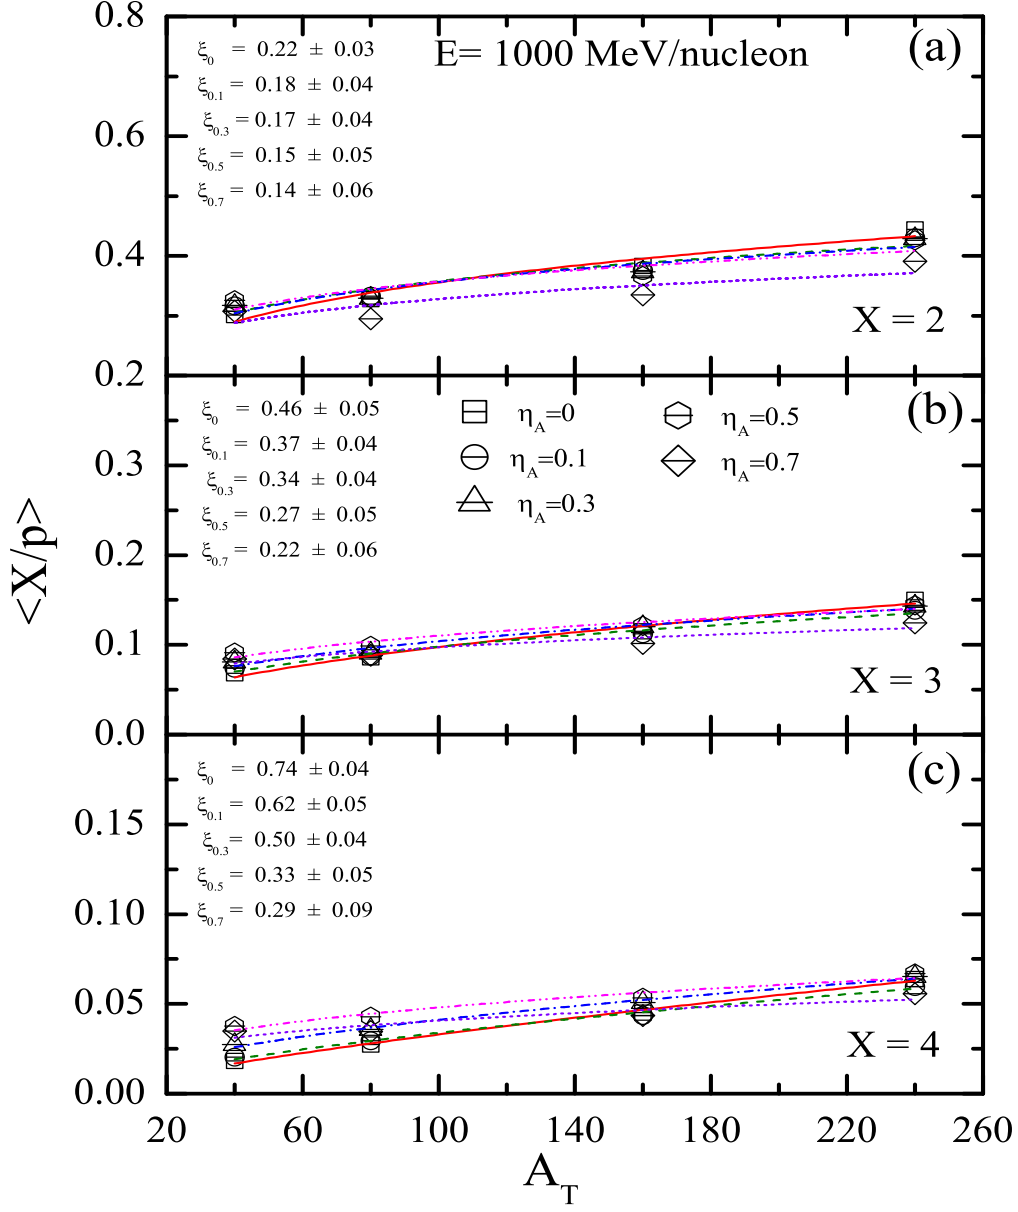 0.8
ξ0 = 0.22 ± 0.03
E= 1000 MeV/nucleon
(a)
ξ0.1 = 0.18 ± 0.04
ξ0.3 = 0.17 ± 0.04
0.6
ξ0.5 = 0.15 ± 0.05
ξ0.7 = 0.14 ± 0.06
0.4
X = 2
0.2
ξ0 = 0.46 ± 0.05
ηA=0
ηA=0.5
(b)
ξ0.1 = 0.37 ± 0.04
0.3
ηA=0.1
ηA=0.7
ξ0.3 = 0.34 ± 0.04
ηA=0.3
ξ0.5 = 0.27 ± 0.05
ξ0.7 = 0.22 ± 0.06
0.2
<X/p>
0.1
X = 3
0.0
ξ0 = 0.74 ± 0.04
(c)
ξ0.1 = 0.62 ± 0.05
0.15
ξ0.3 = 0.50 ± 0.04
ξ0.5 = 0.33 ± 0.05
ξ0.7 = 0.29 ± 0.09
0.10
0.05
X = 4
0.00
20 60 100 140 180 220 260
AT